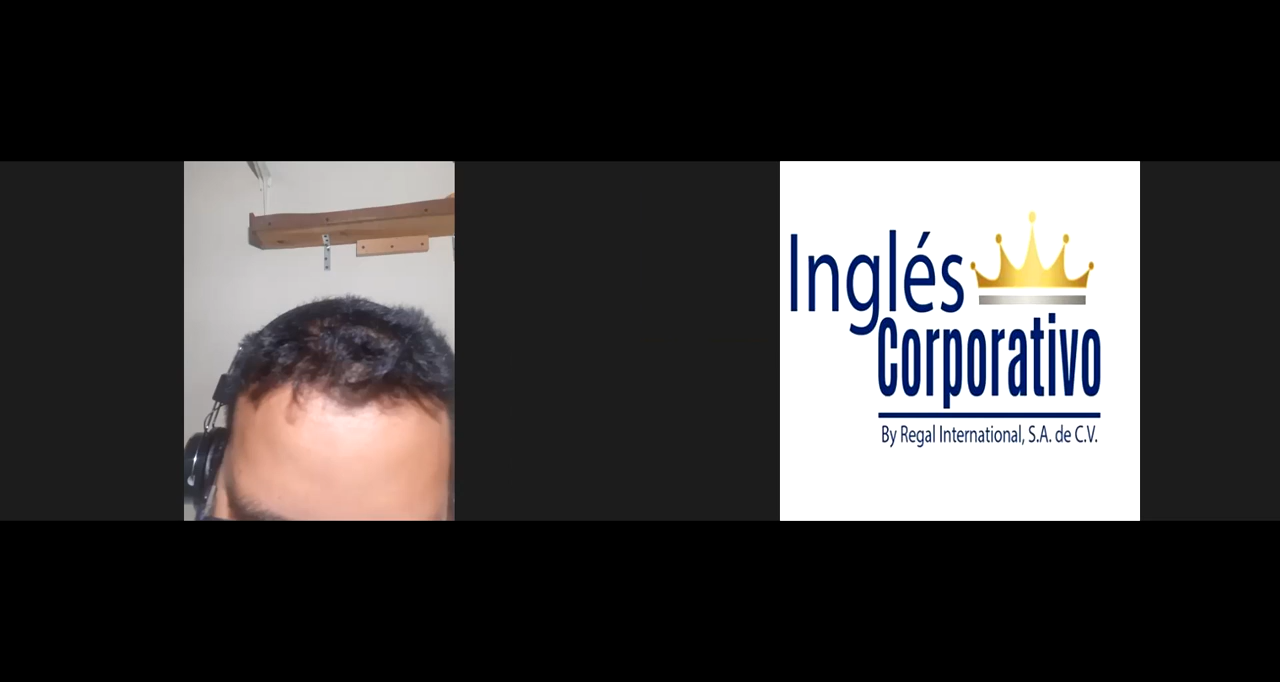 Inglés
Corporativo
By Regal International, S.A. de C.V.